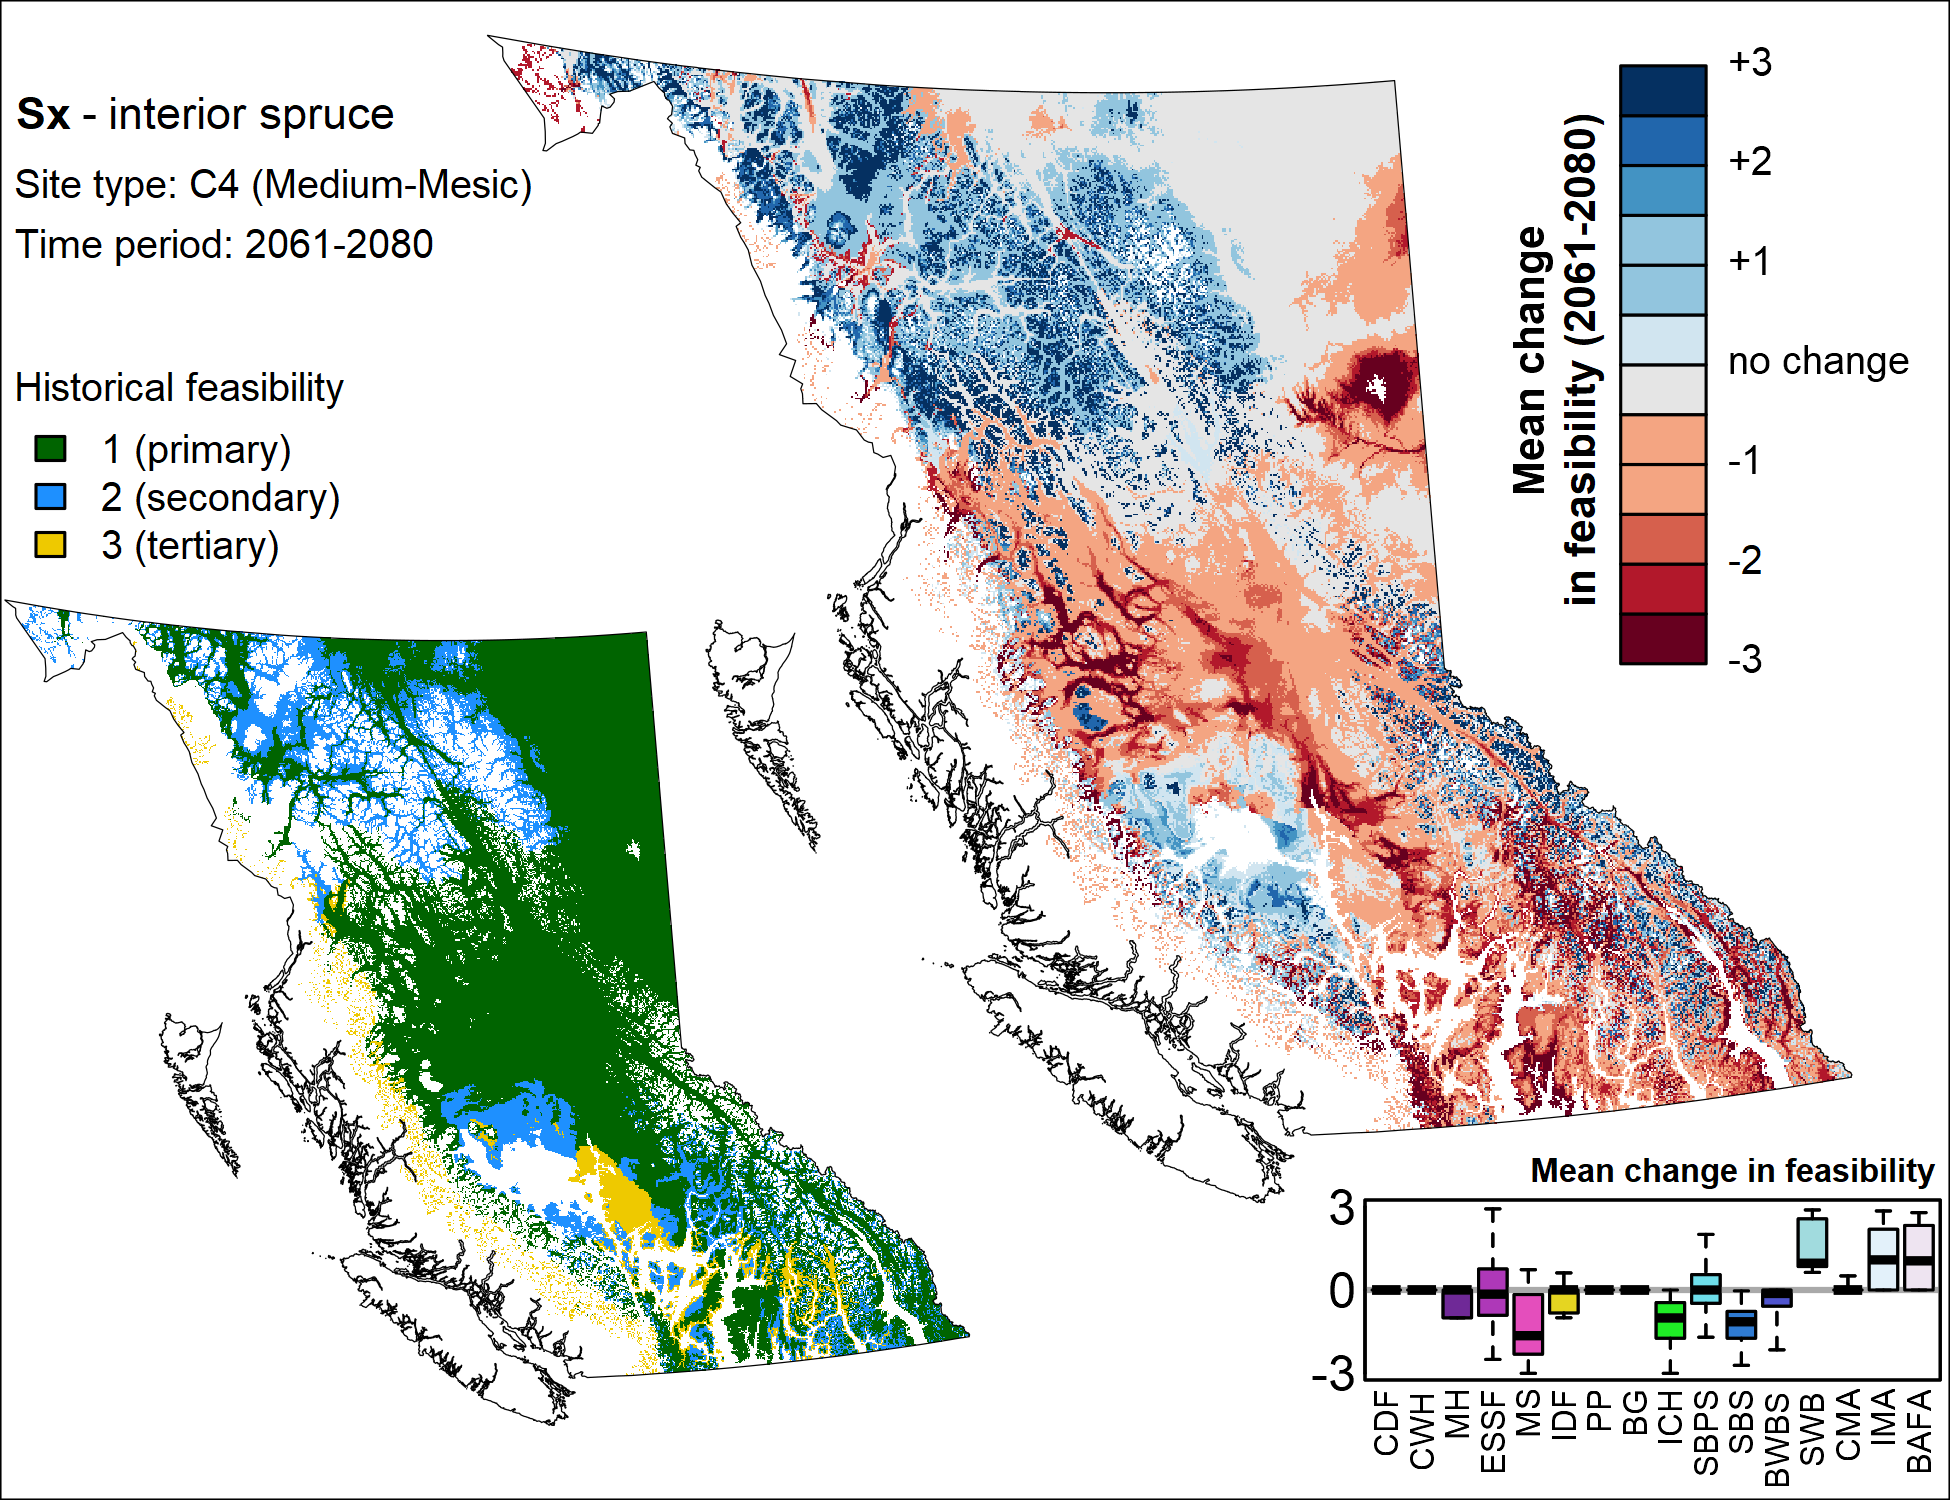 Sx - interior spruce
Site type: C4 (Medium-Mesic)
Time period: 2061-2080
Historical feasibility
1 (primary)
2 (secondary)
3 (tertiary)
Mean change
in feasibility (2061-2080)
+3
+2
+1
no change
-1
-2
-3
Mean change in feasibility
3
0
-3
CDF
CWH
MH
ESSF
MS
IDF
PP
BG
ICH
SBPS
SBS
BWBS
SWB
CMA
IMA
BAFA